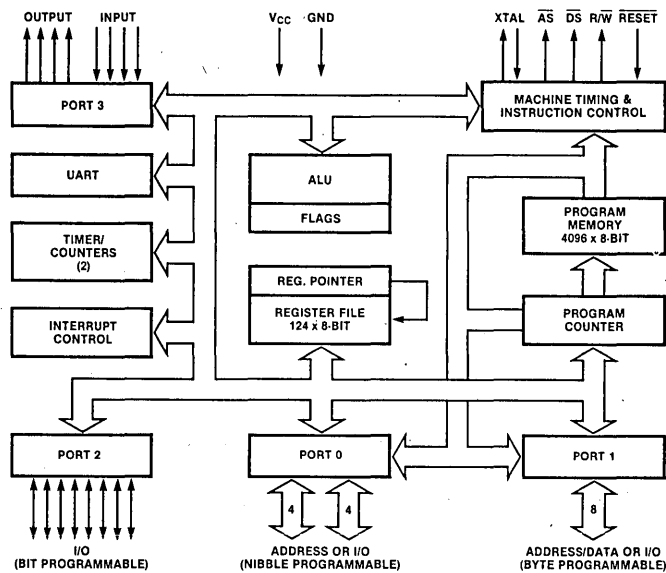 OUTPUT INPUT VCC GND XTAL AS DS R/W RESET
PORT 3
MACHINE TIMING &
INSTRUCTION CONTROL
UART
ALU
FLAGS
PROGRAM
MEMORY
4096 x 8-BIT
TIMER/
COUNTERS
(2)
REG. POINTER
REGISTER FILE
124 x 8-BIT
PROGRAM
COUNTER
INTERRUPT
CONTROL
PORT 2
PORT 0
PORT 1
4 4 8
I/O
(BIT PROGRAMMABLE)
ADDRESS OR I/O
(NIBBLE PROGRAMMABLE)
ADDRESS/DATA OR I/O
(BYTE PROGRAMMABLE)